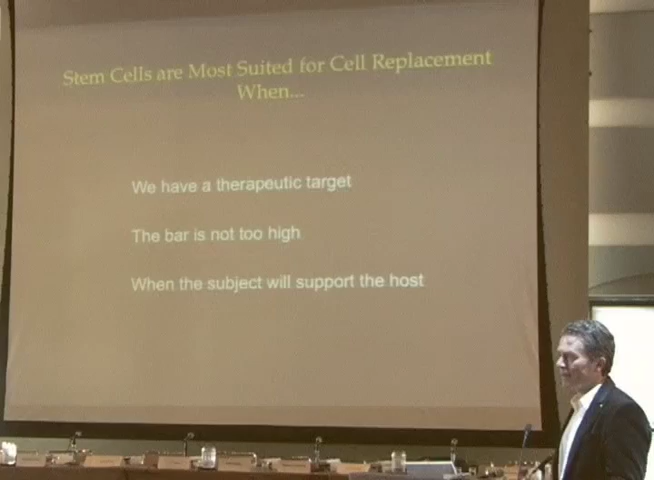 Stem Cells are Most Suited for Cell Replacement
When...
We have a therapeutic target
The bar is not too high
When the subject will support the host